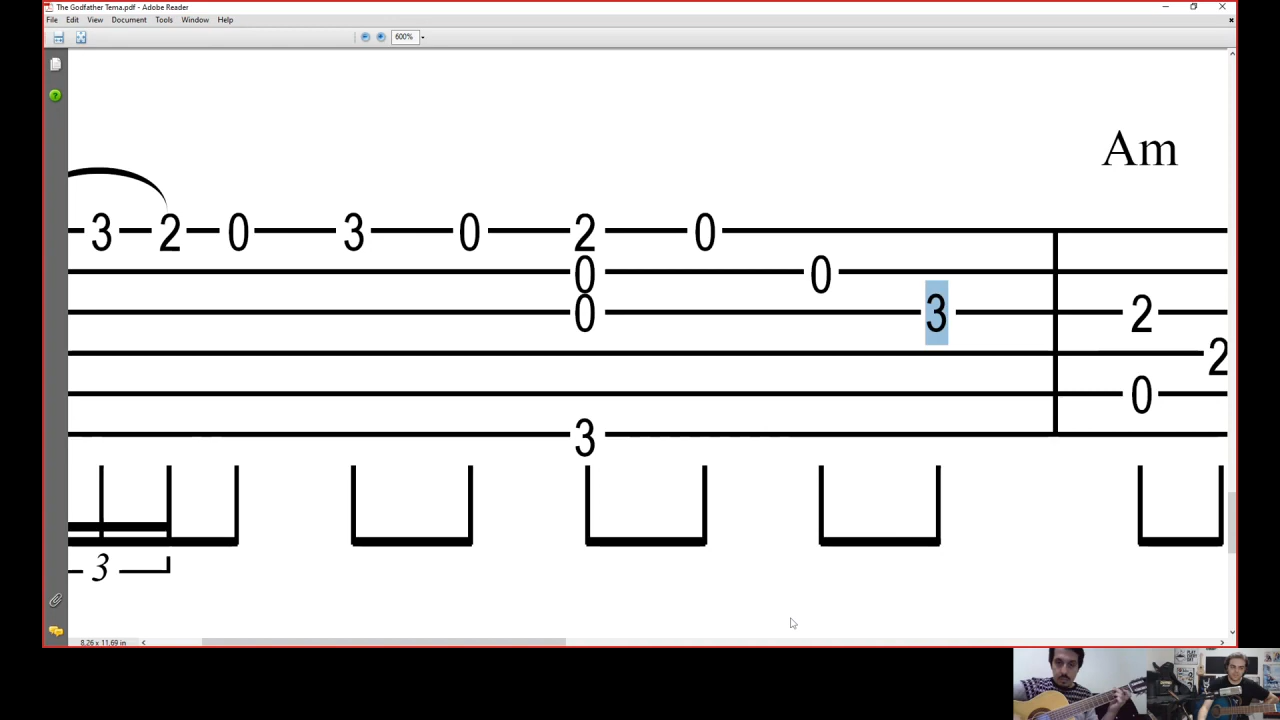 The Godfather Tema.pdf - Adobe Reader
File Edit View Document Tools Window Help
600%
Am
3 2 0 3 0 2 0
0 0
0 3 2
2
0
3
3
8.26 x 11.69 in